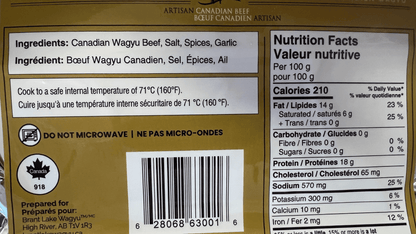 ARTISAN CANADIAN BEEF
BŒUF CANADIEN ARTISAN
Ingredients: Canadian Wagyu Beef, Salt, Spices, Garlic
Ingrédient: Bœuf Wagyu Canadien, Sel, Épices, Ail
Cook to a safe internal temperature of 71°C (160°F).
Cuire jusqu'à une température interne sécuritaire de 71 °C (160 °F).
DO NOT MICROWAVE | NE PAS MICRO-ONDES
Canada
918
Prepared for
Préparés pour:
Brant Lake Wagyu TM/MC
High River, AB T1V 1R3
6 28068 63001 6
Nutrition Facts
Valeur nutritive
Per 100 g
pour 100 g
Calories 210
% Daily Value*
% valeur quotidienne*
Fat / Lipides 14 g 23 %
Saturated / saturés 6 g
+ Trans / trans 0 g 25 %
Carbohydrate / Glucides 0 g
Fibre / Fibres 0 g 0 %
Sugars / Sucres 0 g 0 %
Protein / Protéines 18 g
Cholesterol / Cholestérol 65 mg
Sodium 570 mg 25 %
Potassium 300 mg 6 %
Calcium 10 mg 1 %
Iron / Fer 2 mg 12 %